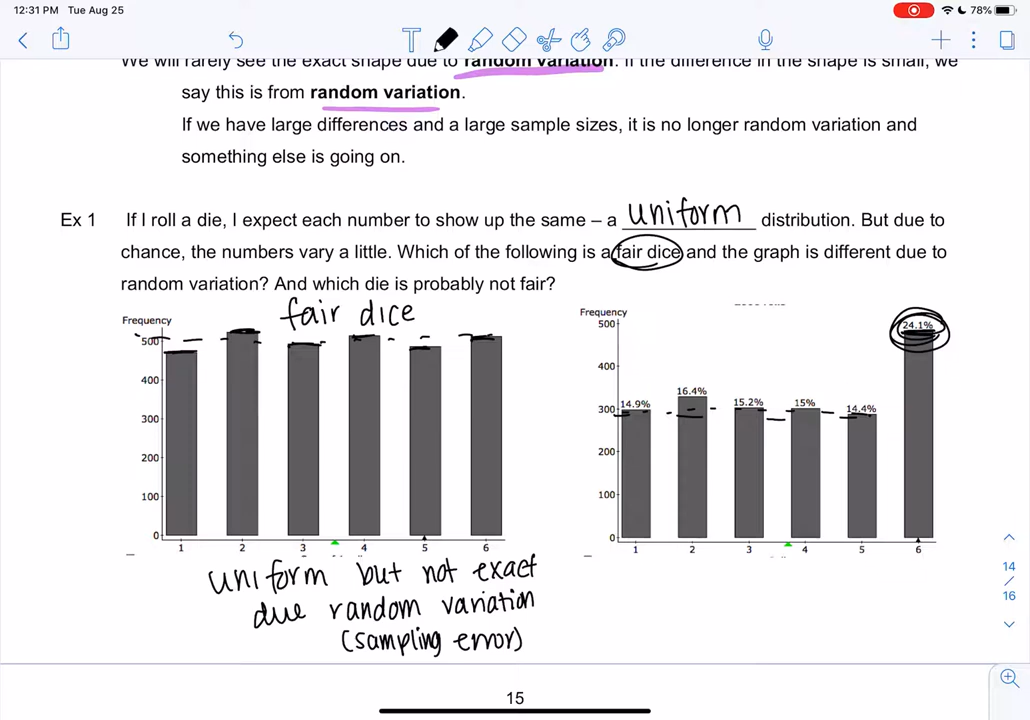 12:31 PM Tue Aug 25
78%
We will rarely see the exact shape due to random variation. If the difference in the shape is small, we
say this is from random variation.
If we have large differences and a large sample sizes, it is no longer random variation and
something else is going on.
Ex 1 If I roll a die, I expect each number to show up the same – a uniform distribution. But due to
chance, the numbers vary a little. Which of the following is a fair dice and the graph is different due to
random variation? And which die is probably not fair?
fair dice
Frequency
500
400
300
200
100
0
1 2 3 4 5 6
uniform but not exact
due random variation
(sampling error)
Frequency
500
400
300
200
100
0
14.9% 16.4% 15.2% 15% 14.4% 24.1%
1 2 3 4 5 6
14
/
16
15